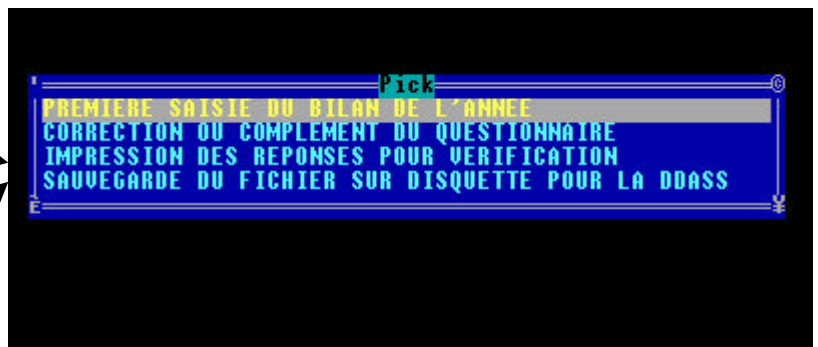 Pick
PREMIERE SAISIE DU BILAN DE L'ANNEE
CORRECTION OU COMPLEMENT DU QUESTIONNAIRE
IMPRESSION DES REPONSES POUR VERIFICATION
SAUVEGARDE DU FICHIER SUR DISQUETTE POUR LA DDASS